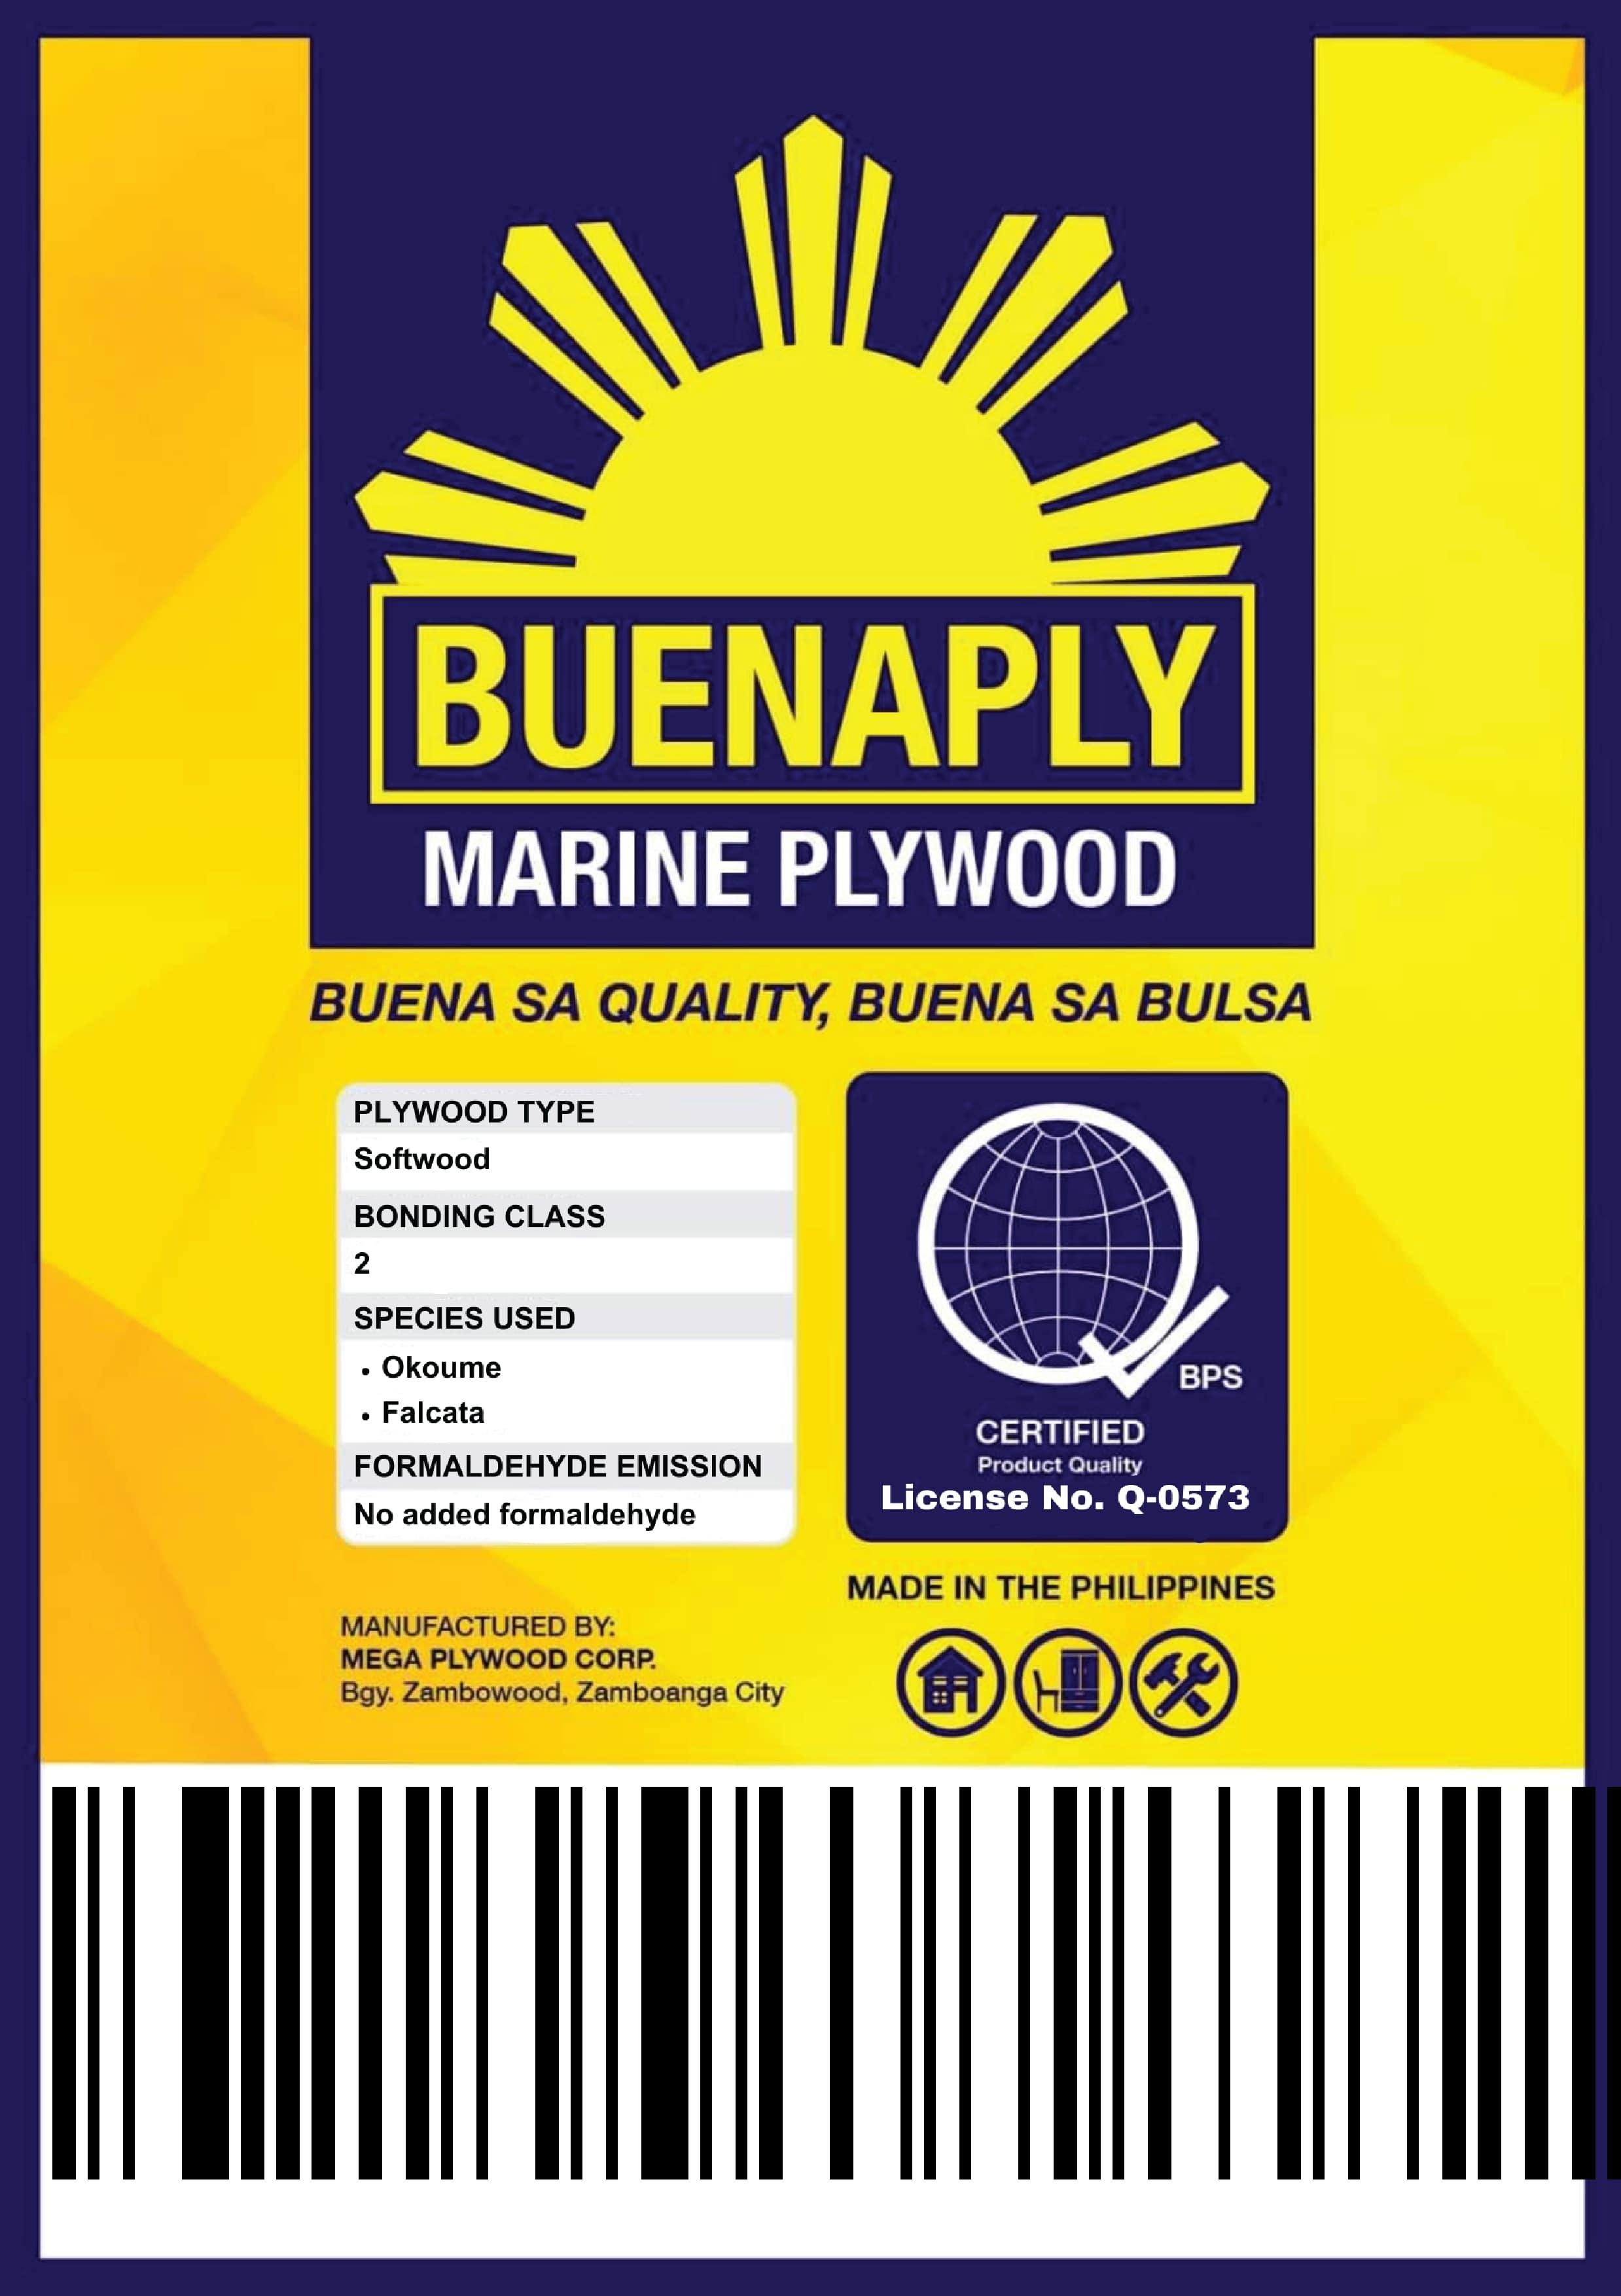 BUENAPLY
MARINE PLYWOOD
BUENA SA QUALITY, BUENA SA BULSA
PLYWOOD TYPE
Softwood
BONDING CLASS
2
SPECIES USED
• Okoume
• Falcata
FORMALDEHYDE EMISSION
No added formaldehyde
BPS
CERTIFIED
Product Quality
License No. Q-0573
MADE IN THE PHILIPPINES
MANUFACTURED BY:
MEGA PLYWOOD CORP.
Bgy. Zambowood, Zamboanga City